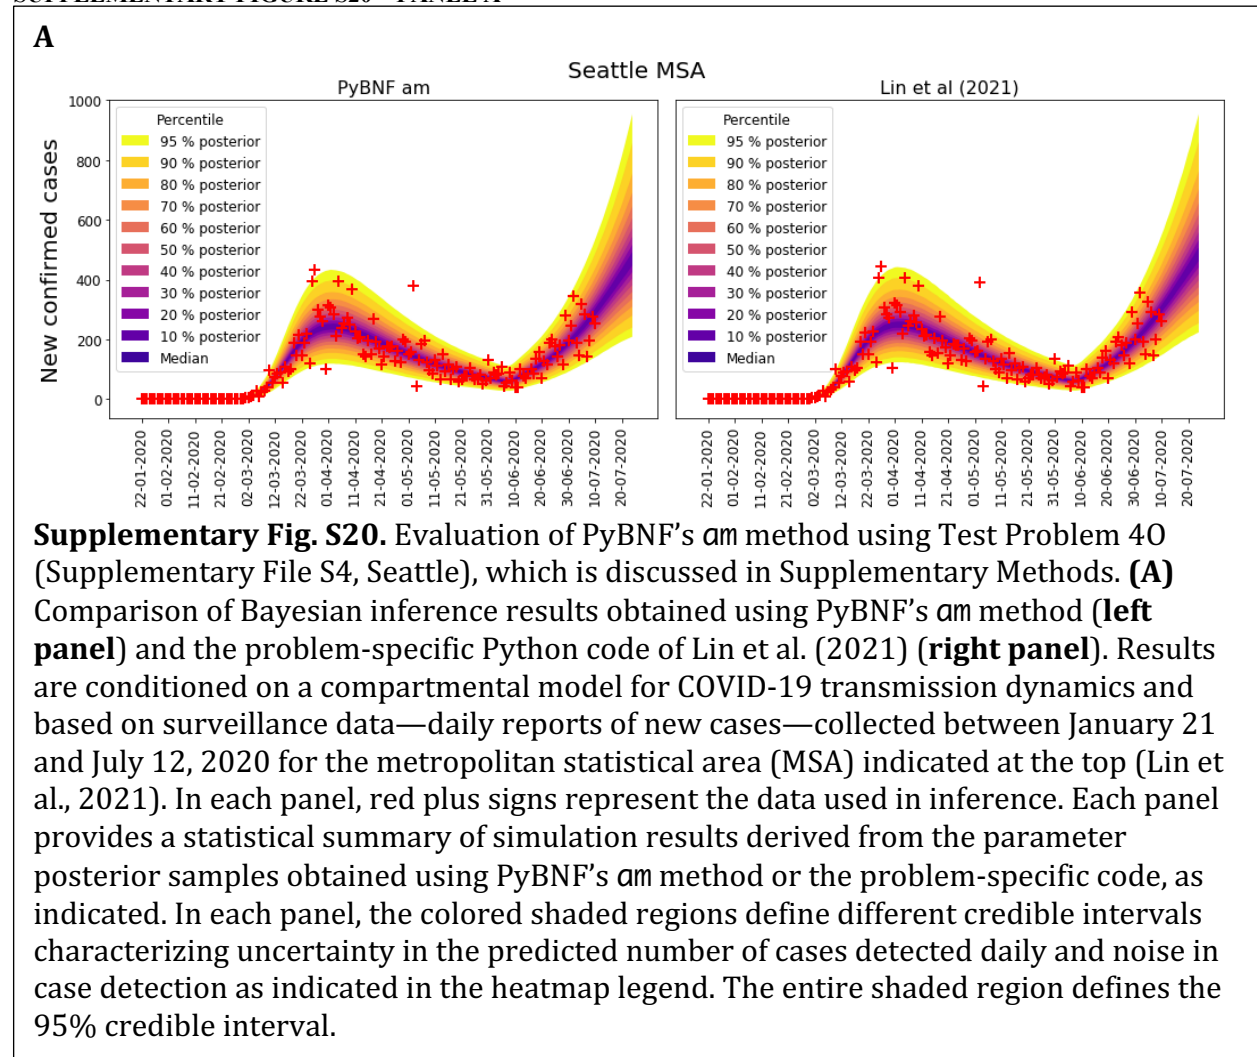 SUPPLEMENTARY FIGURE S20 – PANEL A
A
Seattle MSA
PyBNF am
Lin et al (2021)
New confirmed cases
1000
800
600
400
200
0
Percentile
95 % posterior
90 % posterior
80 % posterior
70 % posterior
60 % posterior
50 % posterior
40 % posterior
30 % posterior
20 % posterior
10 % posterior
Median
Percentile
95 % posterior
90 % posterior
80 % posterior
70 % posterior
60 % posterior
50 % posterior
40 % posterior
30 % posterior
20 % posterior
10 % posterior
Median
22-01-2020
01-02-2020
11-02-2020
21-02-2020
02-03-2020
12-03-2020
22-03-2020
01-04-2020
11-04-2020
21-04-2020
01-05-2020
11-05-2020
21-05-2020
31-05-2020
10-06-2020
20-06-2020
30-06-2020
10-07-2020
20-07-2020
22-01-2020
01-02-2020
11-02-2020
21-02-2020
02-03-2020
12-03-2020
22-03-2020
01-04-2020
11-04-2020
21-04-2020
01-05-2020
11-05-2020
21-05-2020
31-05-2020
10-06-2020
20-06-2020
30-06-2020
10-07-2020
20-07-2020
Supplementary Fig. S20. Evaluation of PyBNF’s am method using Test Problem 4O
(Supplementary File S4, Seattle), which is discussed in Supplementary Methods. (A)
Comparison of Bayesian inference results obtained using PyBNF’s am method (left
panel) and the problem-specific Python code of Lin et al. (2021) (right panel). Results
are conditioned on a compartmental model for COVID-19 transmission dynamics and
based on surveillance data—daily reports of new cases—collected between January 21
and July 12, 2020 for the metropolitan statistical area (MSA) indicated at the top (Lin et
al., 2021). In each panel, red plus signs represent the data used in inference. Each panel
provides a statistical summary of simulation results derived from the parameter
posterior samples obtained using PyBNF’s am method or the problem-specific code, as
indicated. In each panel, the colored shaded regions define different credible intervals
characterizing uncertainty in the predicted number of cases detected daily and noise in
case detection as indicated in the heatmap legend. The entire shaded region defines the
95% credible interval.